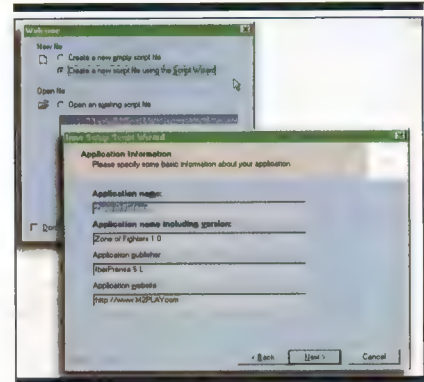 Welcome
New file
Create a new empty script file
Create a new script file using the Script Wizard
Open file
Open an existing script file
Inno Setup Script Wizard
Application Information
Please specify some basic information about your application
Application name:
Application name including version:
Zone of Fighters 1.0
Application publisher
IberPrensa S L
Application website
http://www.M2PLAY.com
< Back
Next >
Cancel